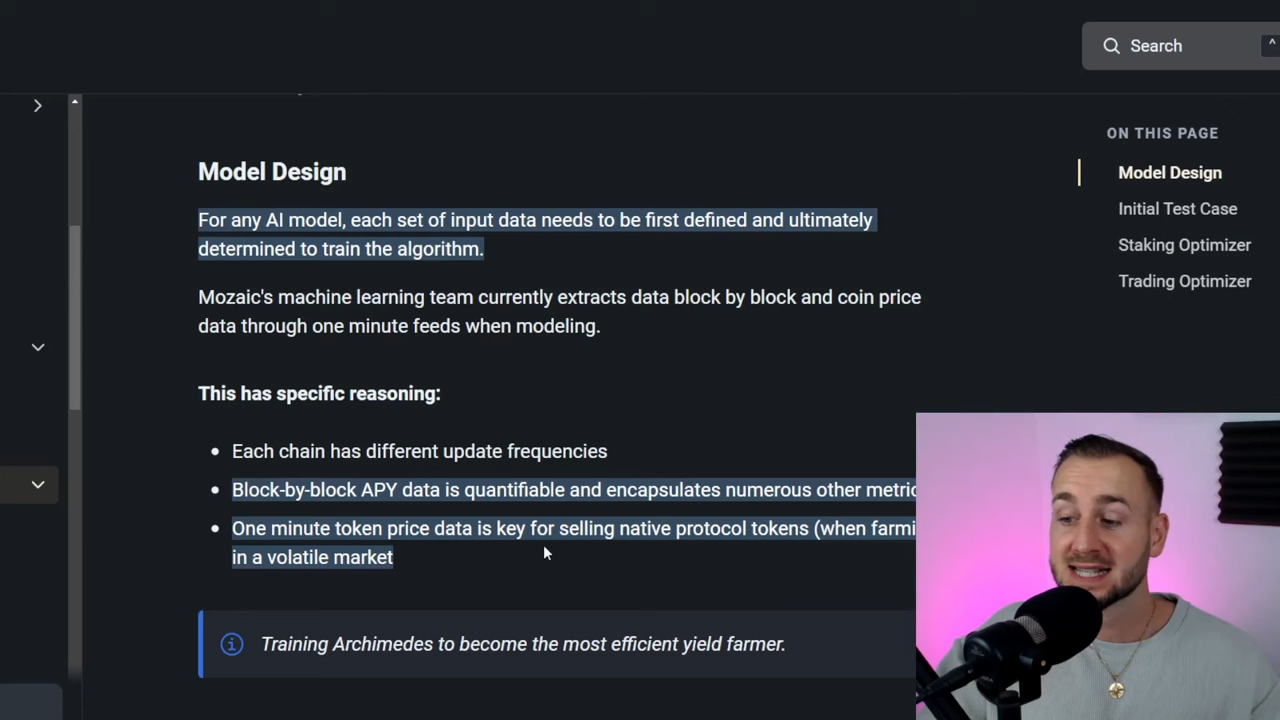 Search
ON THIS PAGE
Model Design
Model Design
For any AI model, each set of input data needs to be first defined and ultimately
determined to train the algorithm.
Initial Test Case
Staking Optimizer
Trading Optimizer
Mozaic's machine learning team currently extracts data block by block and coin price
data through one minute feeds when modeling.
This has specific reasoning:
Each chain has different update frequencies
Block-by-block APY data is quantifiable and encapsulates numerous other
One minute token price data is key for selling native protocol tokens (when
in a volatile market
Training Archimedes to become the most efficient yield farmer.